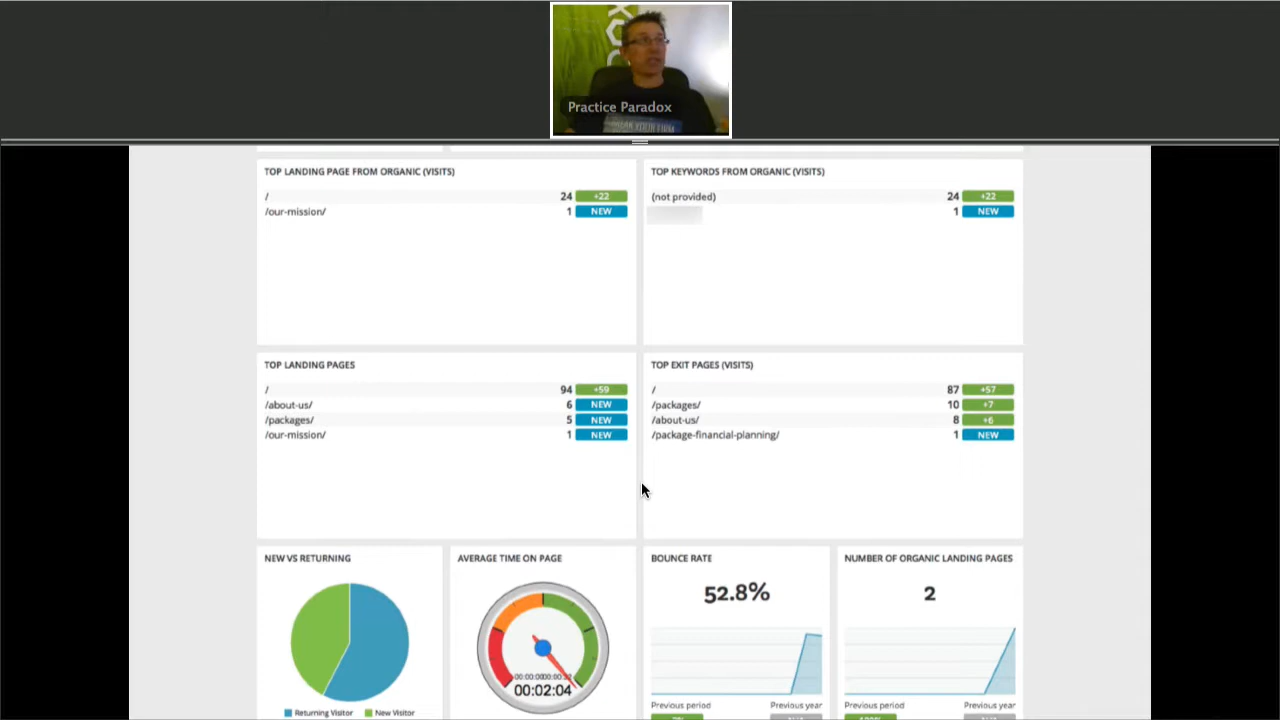 Practice Paradox
TOP LANDING PAGE FROM ORGANIC (VISITS)
/ 24 +22
/our-mission/ 1 NEW
TOP KEYWORDS FROM ORGANIC (VISITS)
(not provided) 24 +22
1 NEW
TOP LANDING PAGES
/ 94 +59
/about-us/ 6 NEW
/packages/ 5 NEW
/our-mission/ 1 NEW
TOP EXIT PAGES (VISITS)
/ 87 +57
/packages/ 10 +7
/about-us/ 8 +6
/package-financial-planning/ 1 NEW
NEW VS RETURNING
Returning Visitor New Visitor
AVERAGE TIME ON PAGE
00:02:04
BOUNCE RATE
52.8%
Previous period Previous year
NUMBER OF ORGANIC LANDING PAGES
2
Previous period Previous year